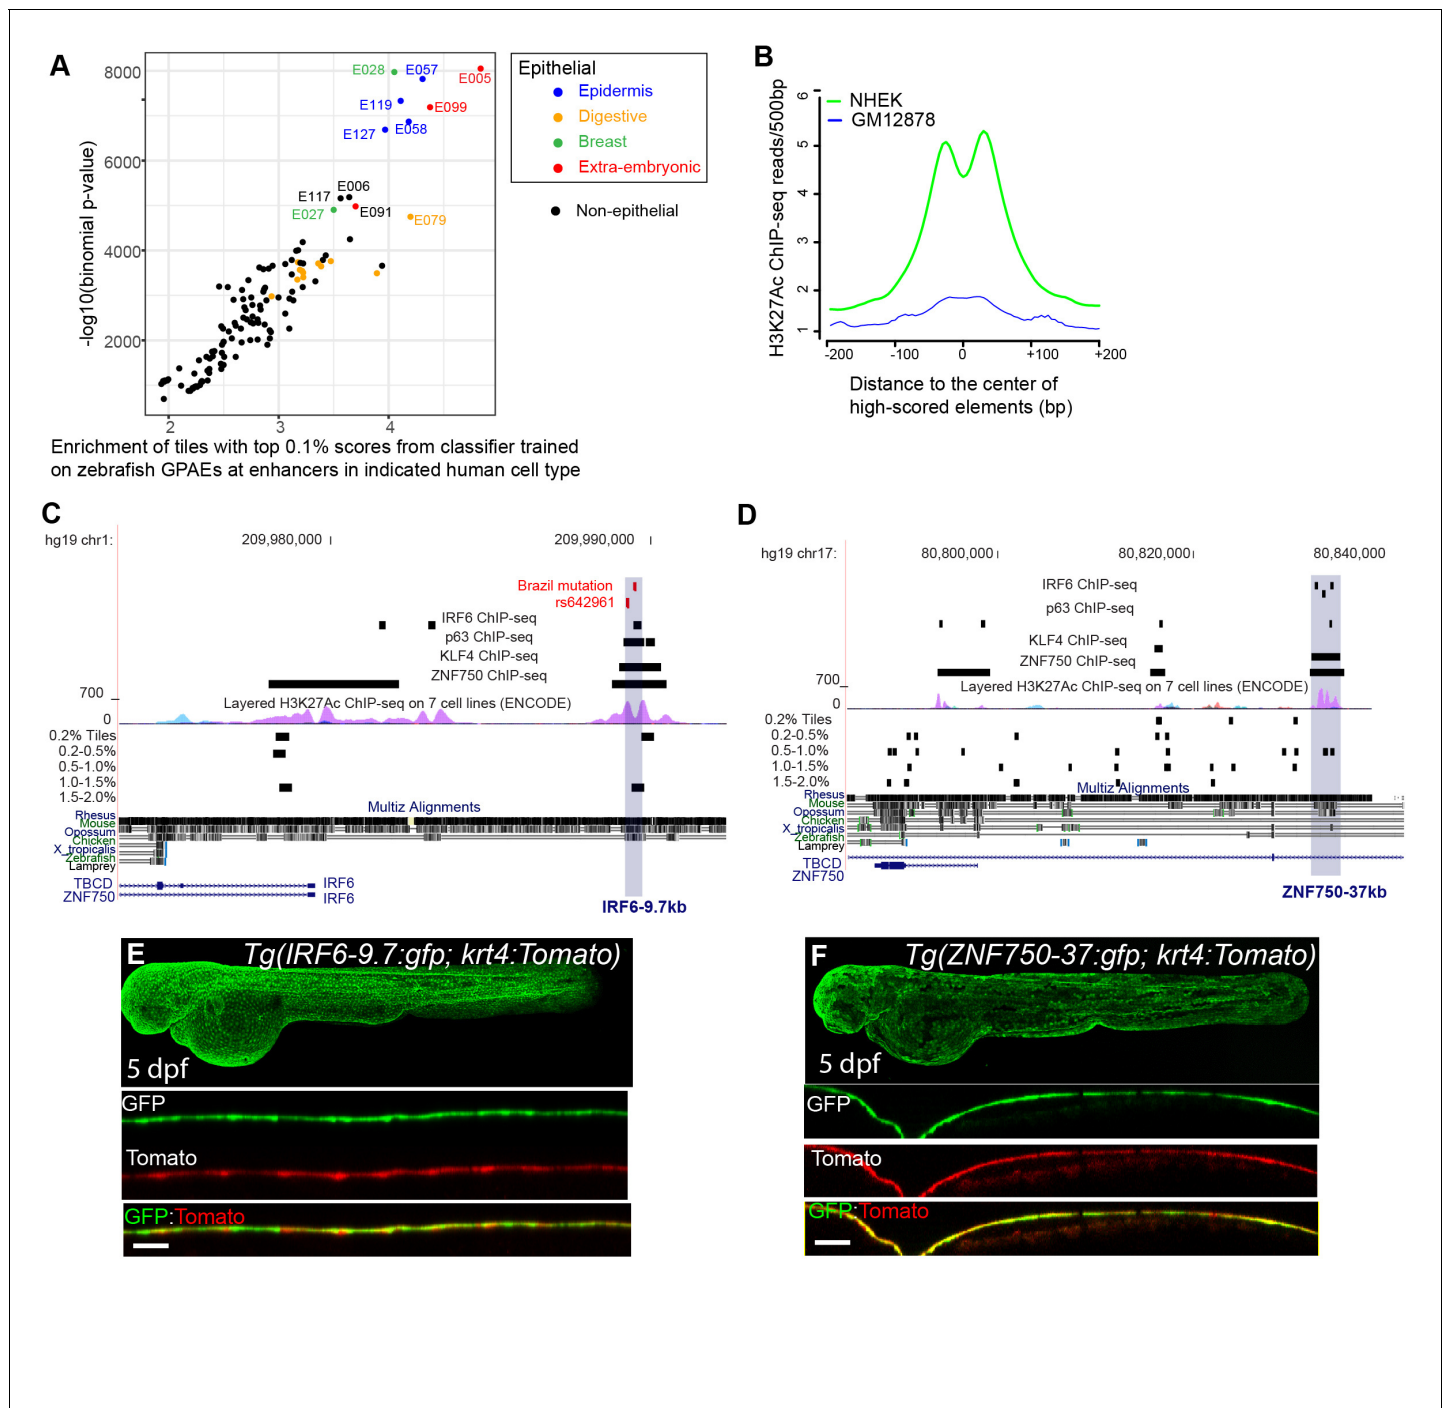 A
-log10(binomial p-value)
8000
6000
4000
2000
2
3
4
E028
E057
E005
E119
E099
E127
E058
E006
E117
E091
E027
E079
Enrichment of tiles with top 0.1% scores from classifier trained
on zebrafish GPAEs at enhancers in indicated human cell type
Epithelial
Epidermis
Digestive
Breast
Extra-embryonic
Non-epithelial
B
H3K27Ac ChIP-seq reads/500bp
6
5
4
3
2
1
NHEK
GM12878
-200
-100
0
+100
+200
Distance to the center of
high-scored elements (bp)
C
hg19 chr1:
209,980,000
209,990,000
Brazil mutation
rs642961
IRF6 ChIP-seq
p63 ChIP-seq
KLF4 ChIP-seq
ZNF750 ChIP-seq
700
Layered H3K27Ac ChIP-seq on 7 cell lines (ENCODE)
0
0.2% Tiles
0.2-0.5%
0.5-1.0%
1.0-1.5%
1.5-2.0%
Multiz Alignments
Rhesus
Mouse
Opossum
Chicken
X_tropicalis
Zebrafish
Lamprey
TBCD
IRF6
ZNF750
IRF6
IRF6-9.7kb
D
hg19 chr17:
80,800,000
80,820,000
80,840,000
IRF6 ChIP-seq
p63 ChIP-seq
KLF4 ChIP-seq
ZNF750 ChIP-seq
700
Layered H3K27Ac ChIP-seq on 7 cell lines (ENCODE)
0
0.2% Tiles
0.2-0.5%
0.5-1.0%
1.0-1.5%
1.5-2.0%
Multiz Alignments
Rhesus
Mouse
Opossum
Chicken
X_tropicalis
Zebrafish
Lamprey
TBCD
ZNF750
ZNF750-37kb
E
Tg(IRF6-9.7:gfp; krt4:Tomato)
5 dpf
GFP
Tomato
GFP:Tomato
F
Tg(ZNF750-37:gfp; krt4:Tomato)
5 dpf
GFP
Tomato
GFP:Tomato